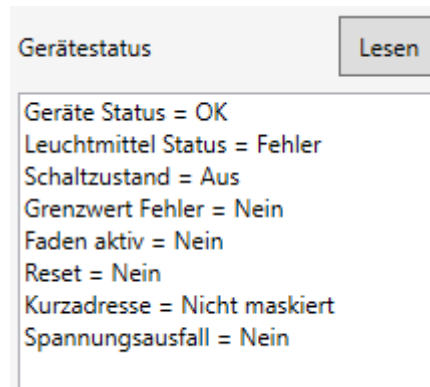 Gerätestatus
Lesen
Geräte Status = OK
Leuchtmittel Status = Fehler
Schaltzustand = Aus
Grenzwert Fehler = Nein
Faden aktiv = Nein
Reset = Nein
Kurzadresse = Nicht maskiert
Spannungsausfall = Nein